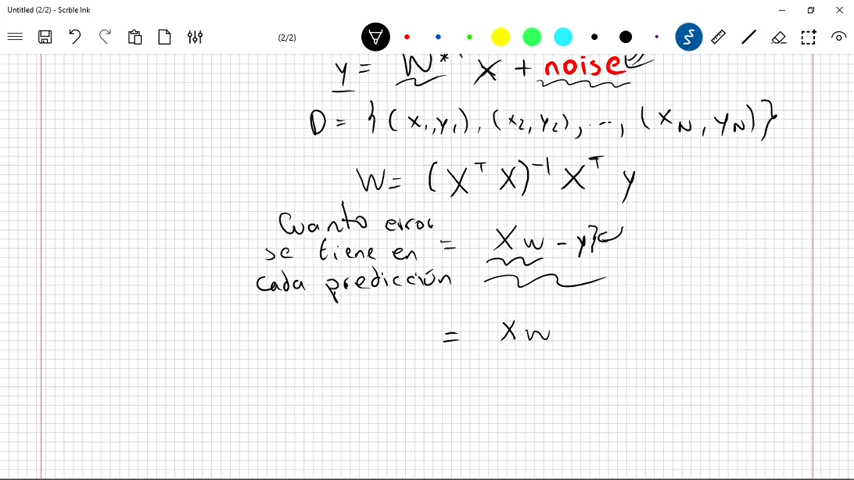 Untitled (2/2) - Scrble Ink
(2/2)
y = W*ᵀ X + noise
D = { (x₁,y₁), (x₂,y₂), ..., (x_N, y_N)}
W = (Xᵀ X)⁻¹ Xᵀ y
Cuanto error
se tiene en = Xw - y
cada predicción
= Xw